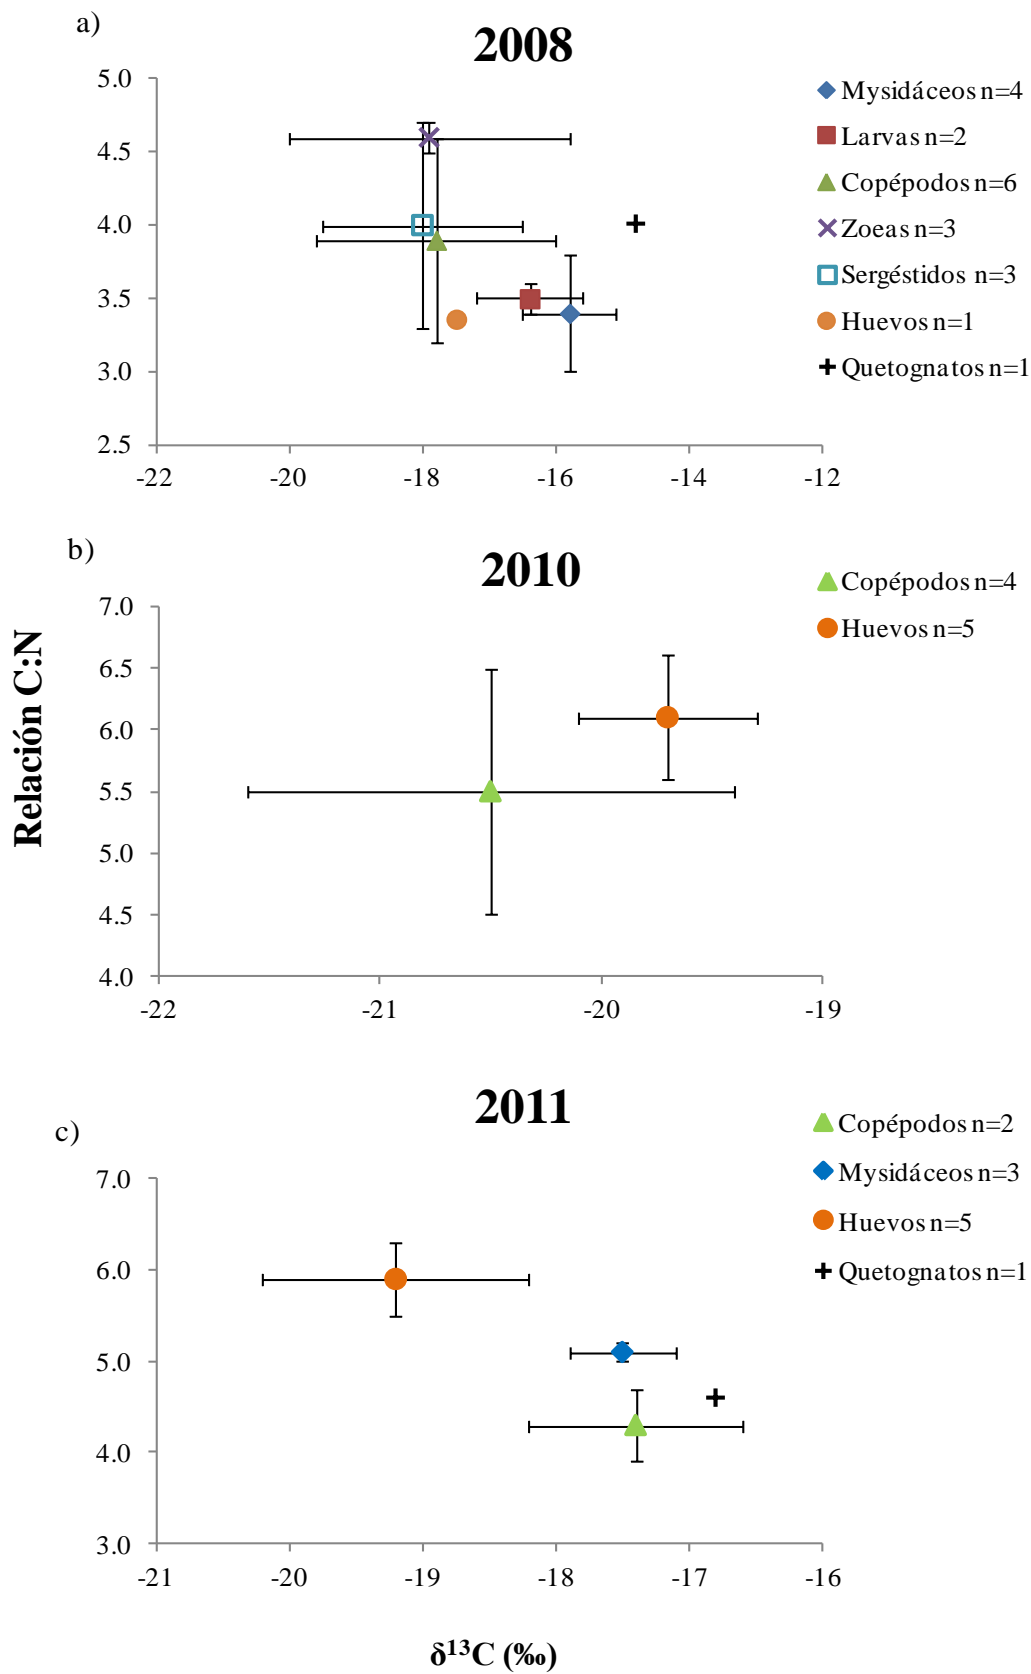 a)
2008
5.0
4.5
4.0
3.5
3.0
2.5
-22 -20 -18 -16 -14 -12
Mysidáceos n=4
Larvas n=2
Copépodos n=6
Zoeas n=3
Sergéstidos n=3
Huevos n=1
Quetognatos n=1
b)
2010
7.0
6.5
6.0
5.5
5.0
4.5
4.0
-22 -21 -20 -19
Copépodos n=4
Huevos n=5
Relación C:N
c)
2011
7.0
6.0
5.0
4.0
3.0
-21 -20 -19 -18 -17 -16
Copépodos n=2
Mysidáceos n=3
Huevos n=5
Quetognatos n=1
δ¹³C (‰)